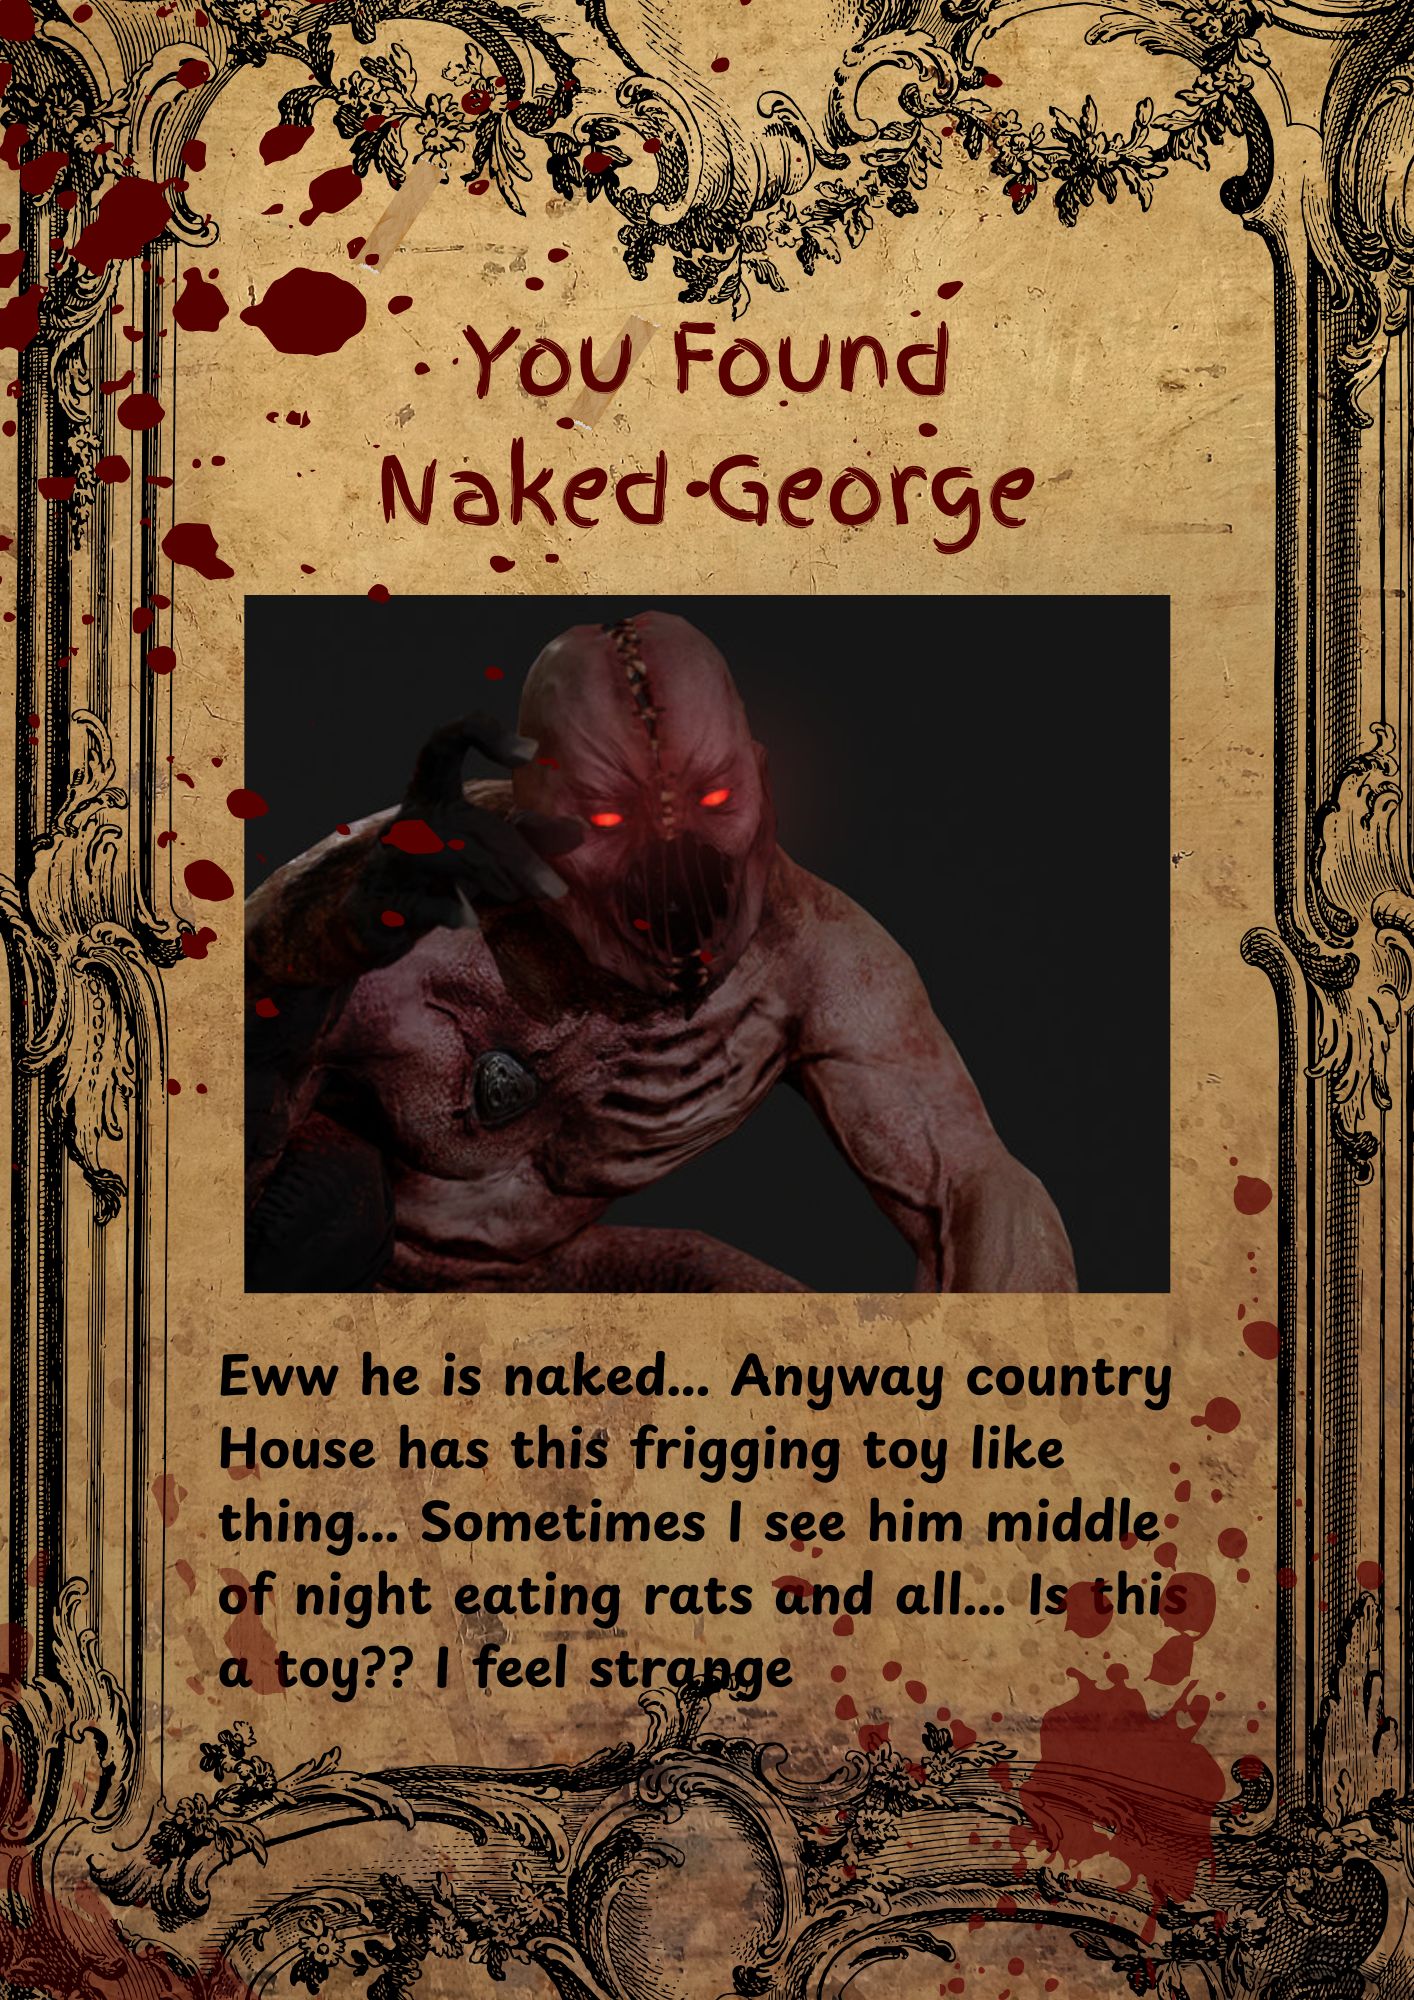 You Found
Naked George
Eww he is naked... Anyway country
House has this frigging toy like
thing... Sometimes I see him middle
of night eating rats and all... Is this
a toy?? I feel strange